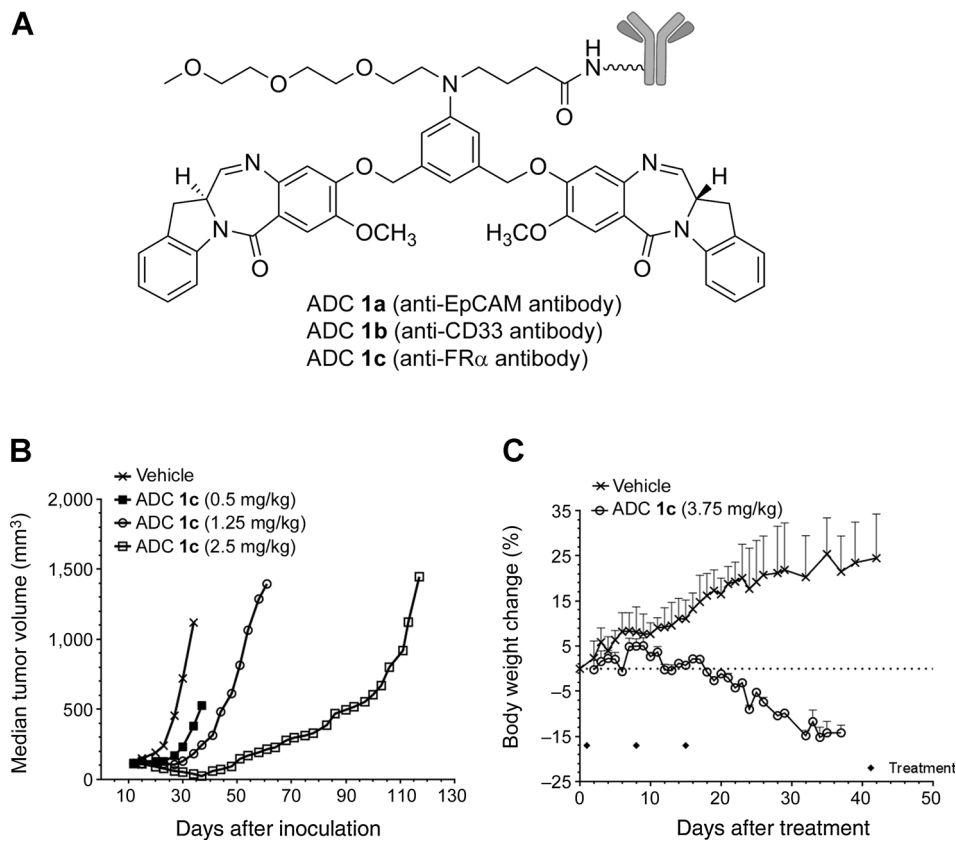 A
O
O
O
N
H
N
O
H
N
O
O
N
H
N
O
OCH3
H3CO
N
O
ADC 1a (anti-EpCAM antibody)
ADC 1b (anti-CD33 antibody)
ADC 1c (anti-FRα antibody)
B
Vehicle
ADC 1c (0.5 mg/kg)
ADC 1c (1.25 mg/kg)
ADC 1c (2.5 mg/kg)
Median tumor volume (mm3)
2,000
1,500
1,000
500
0
10 30 50 70 90 110 130
Days after inoculation
C
Vehicle
ADC 1c (3.75 mg/kg)
Body weight change (%)
35
25
15
5
–5
–15
–25
Treatment
0 10 20 30 40 50
Days after treatment